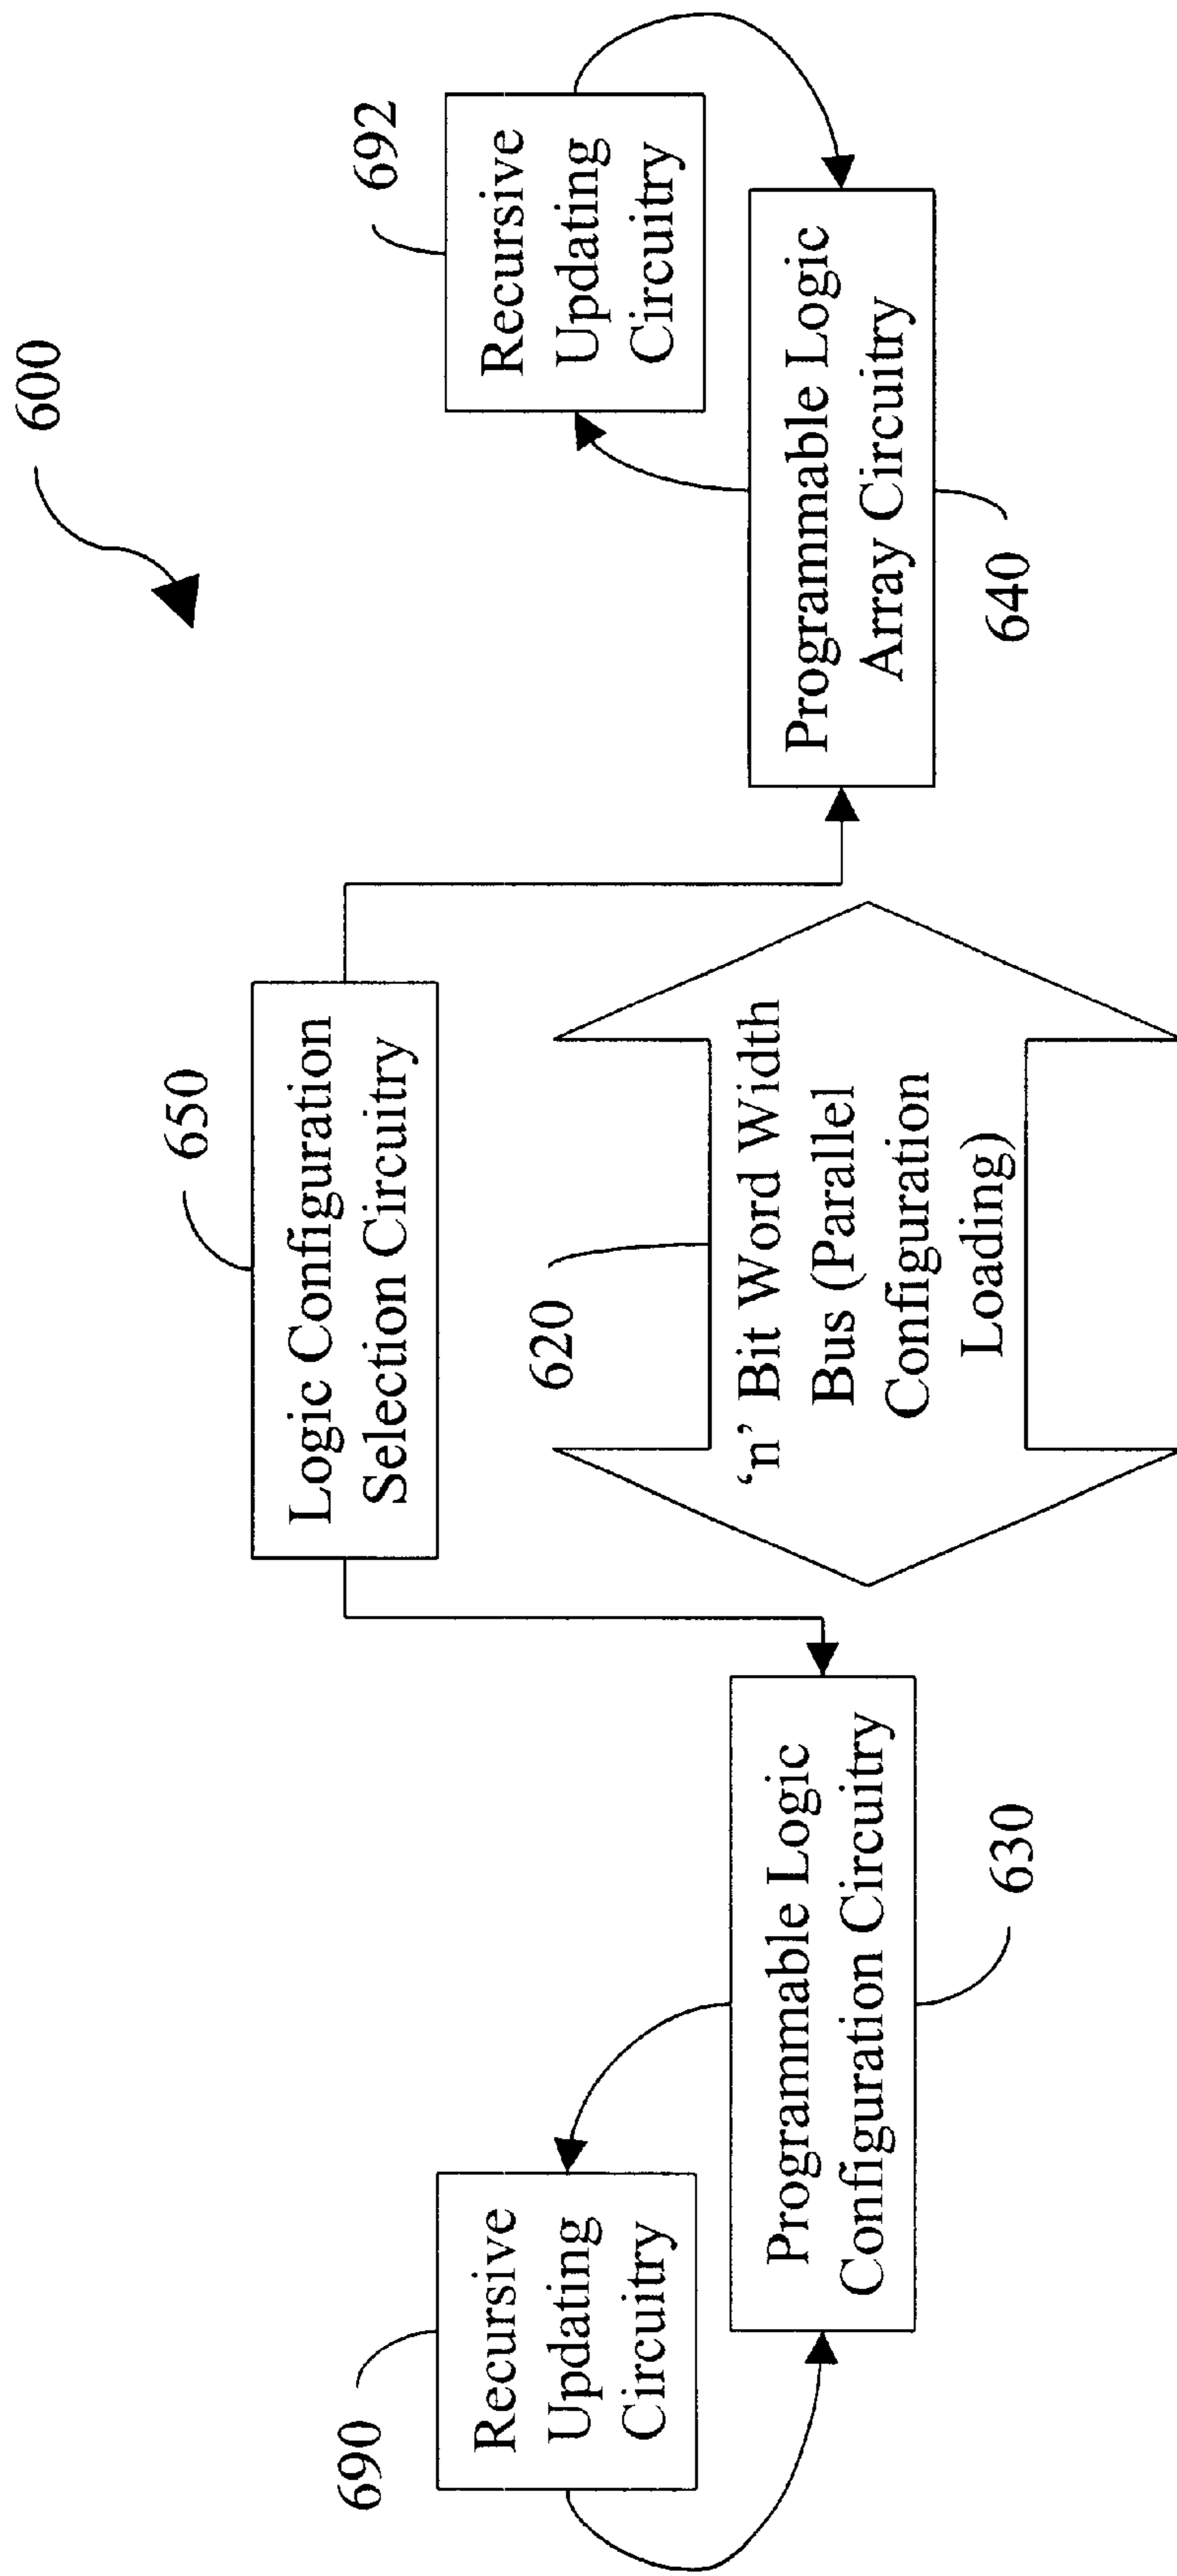 600
650
Logic Configuration
Selection Circuitry
690
Recursive
Updating
Circuitry
692
Recursive
Updating
Circuitry
620
‘n’ Bit Word Width
Bus (Parallel
Configuration
Loading)
Programmable Logic
Configuration Circuitry
630
Programmable Logic
Array Circuitry
640